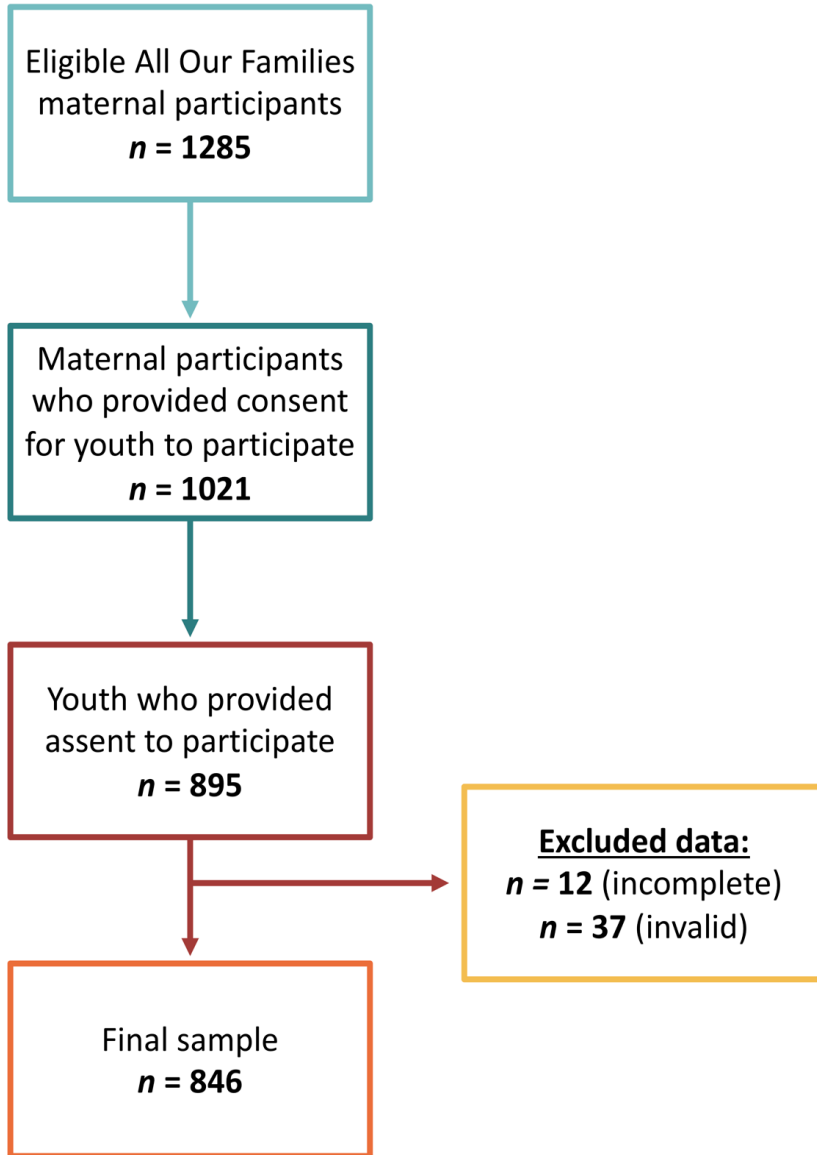 Eligible All Our Families
maternal participants
n = 1285
Maternal participants
who provided consent
for youth to participate
n = 1021
Youth who provided
assent to participate
n = 895
Excluded data:
n = 12 (incomplete)
n = 37 (invalid)
Final sample
n = 846